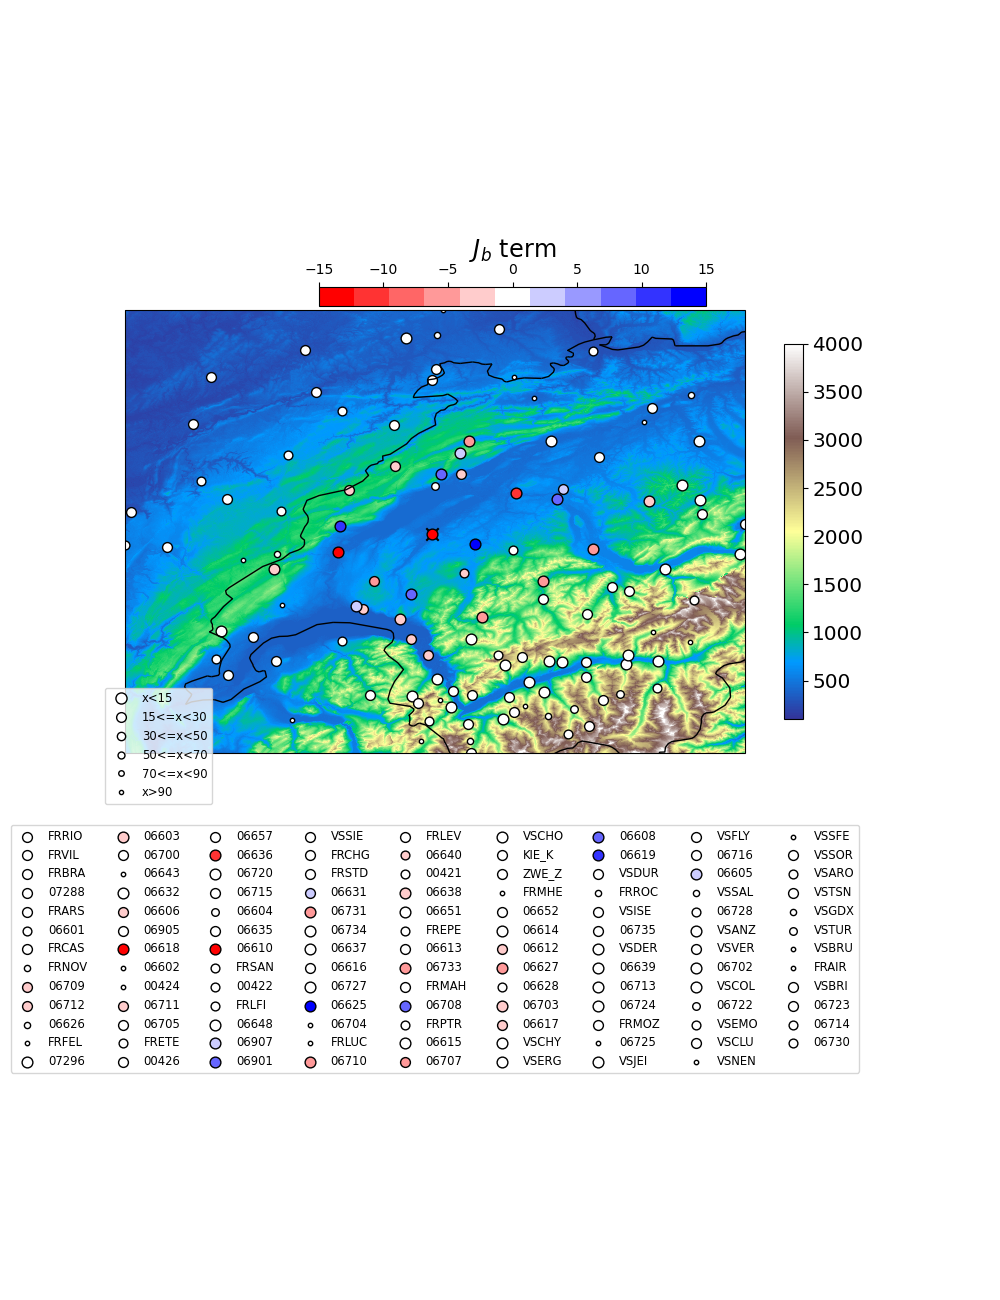 J_b term
−15 −10 −5 0 5 10 15
4000
3500
3000
2500
2000
1500
1000
500
x<15
15<=x<30
30<=x<50
50<=x<70
70<=x<90
x>90
FRRIO 06603 06657 VSSIE FRLEV VSCHO 06608 VSFLY VSSFE
FRVIL 06700 06636 FRCHG 06640 KIE_K 06619 06716 VSSOR
FRBRA 06643 06720 FRSTD 00421 ZWE_Z VSDUR 06605 VSARO
07288 06632 06715 06631 06638 FRMHE FRROC VSSAL VSTSN
FRARS 06606 06604 06731 06651 06652 VSISE 06728 VSGDX
06601 06905 06635 06734 FREPE 06614 06735 VSANZ VSTUR
FRCAS 06618 06610 06637 06613 06612 VSDER VSVER VSBRU
FRNOV 06602 FRSAN 06616 06733 06627 06639 06702 FRAIR
06709 00424 00422 06727 FRMAH 06628 06713 VSCOL VSBRI
06712 06711 FRLFI 06625 06708 06703 06724 06722 06723
06626 06705 06648 06704 FRPTR 06617 FRMOZ VSEMO 06714
FRFEL FRETE 06907 FRLUC 06615 VSCHY 06725 VSCLU 06730
07296 00426 06901 06710 06707 VSERG VSJEI VSNEN